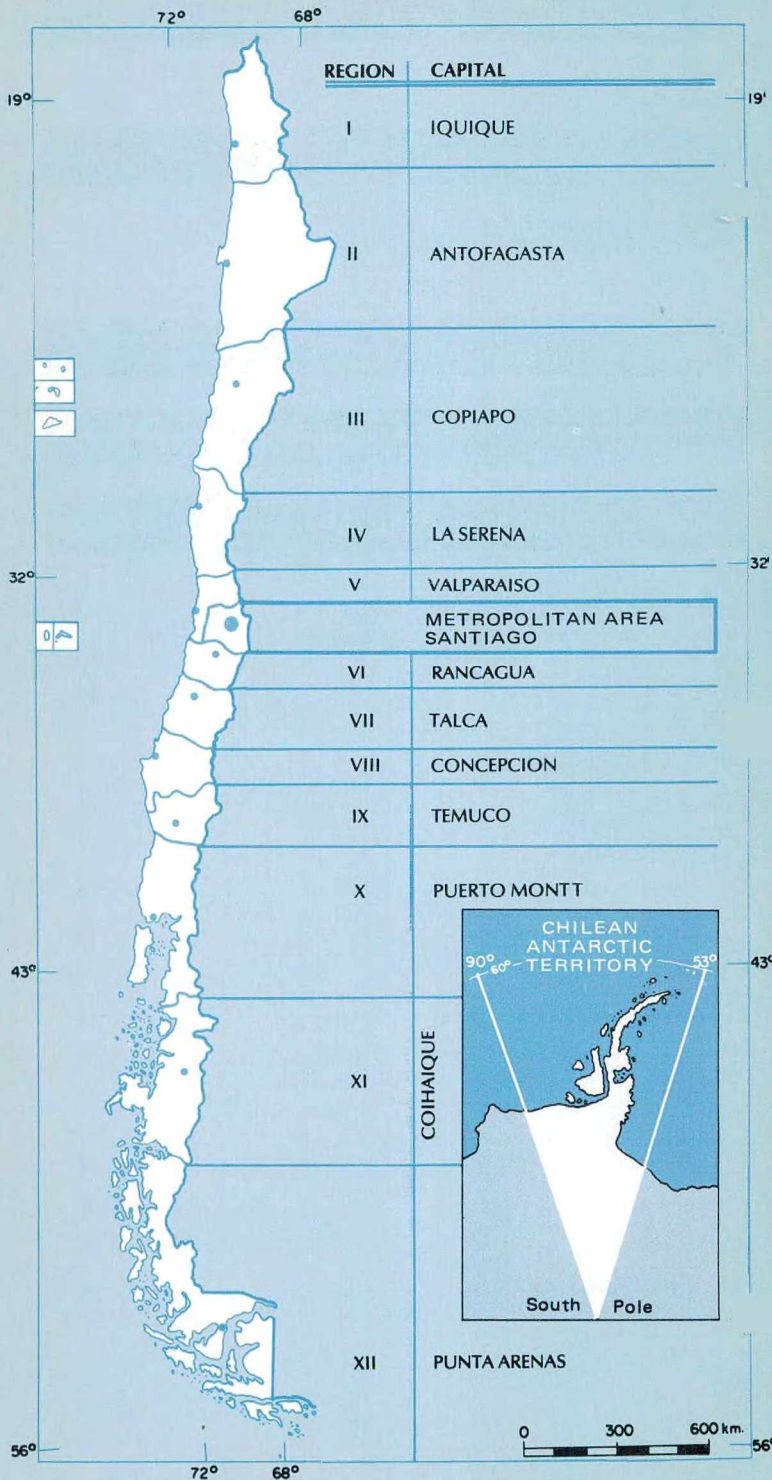 72° 68°
REGION CAPITAL
19° 19'
I IQUIQUE
II ANTOFAGASTA
III COPIAPO
IV LA SERENA
32° 32'
V VALPARAISO
METROPOLITAN AREA
SANTIAGO
VI RANCAGUA
VII TALCA
VIII CONCEPCION
IX TEMUCO
X PUERTO MONTT
CHILEAN
ANTARCTIC
TERRITORY
90° 60° 53°
43° 43°
XI COIHAIQUE
South Pole
XII PUNTA ARENAS
0 300 600 km.
56° 56°
72° 68°